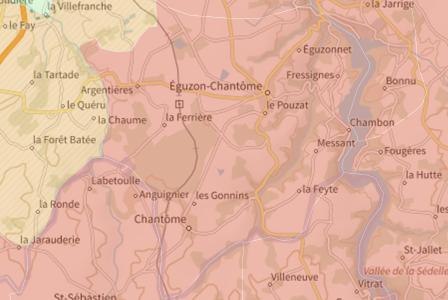 la Villefranche
la Jarrige
le Fay
Éguzonnet
la Tartade
Fressignes
Bonnu
Argentières
Éguzon-Chantôme
le Quéru
le Pouzat
la Chaume
la Ferrière
Chambon
la Forêt Batée
Messant
Fougères
la Hutte
Labetoulle
Anguignier
les Gonnins
la Feyte
la Ronde
Chantôme
les
la Jarauderie
St-Jallet
Vallée de la Sédelle
Villeneuve
Vitrat
St-Sébastien